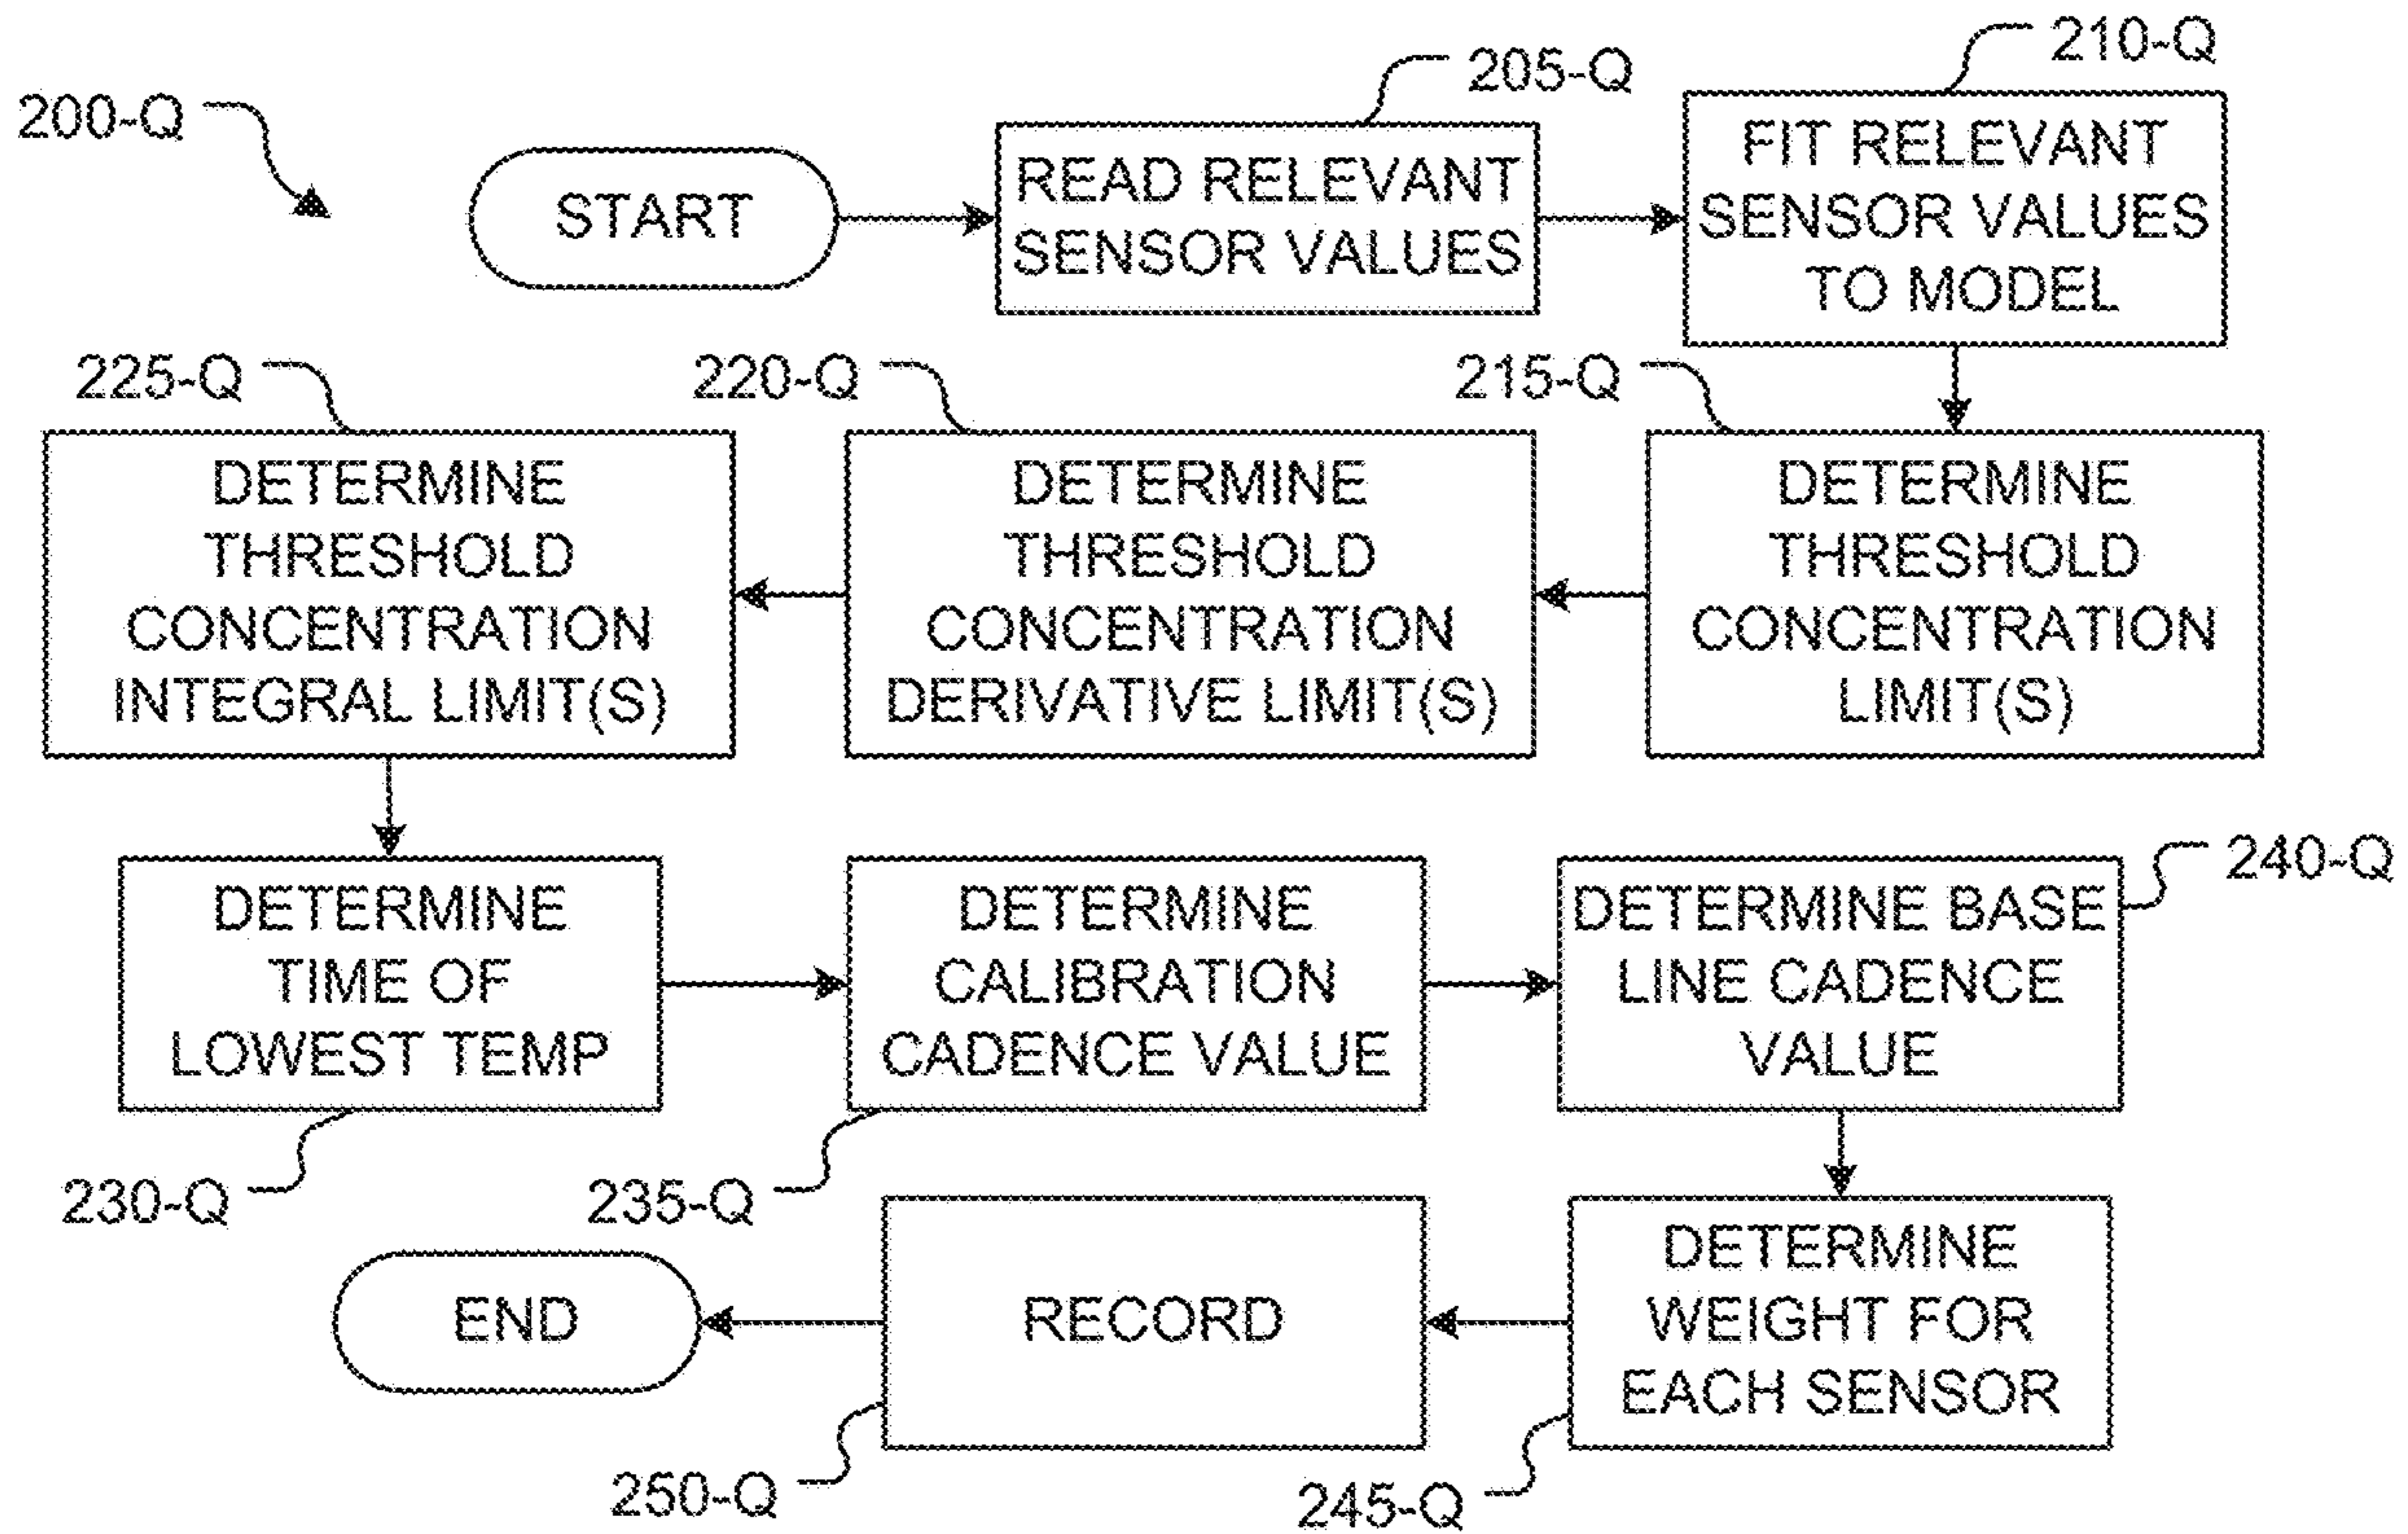 200-Q
START
205-Q
READ RELEVANT
SENSOR VALUES
210-Q
FIT RELEVANT
SENSOR VALUES
TO MODEL
215-Q
DETERMINE
THRESHOLD
CONCENTRATION
LIMIT(S)
220-Q
DETERMINE
THRESHOLD
CONCENTRATION
DERIVATIVE LIMIT(S)
225-Q
DETERMINE
THRESHOLD
CONCENTRATION
INTEGRAL LIMIT(S)
DETERMINE
TIME OF
LOWEST TEMP
230-Q
DETERMINE
CALIBRATION
CADENCE VALUE
235-Q
DETERMINE BASE
LINE CADENCE
VALUE
240-Q
DETERMINE
WEIGHT FOR
EACH SENSOR
245-Q
RECORD
250-Q
END